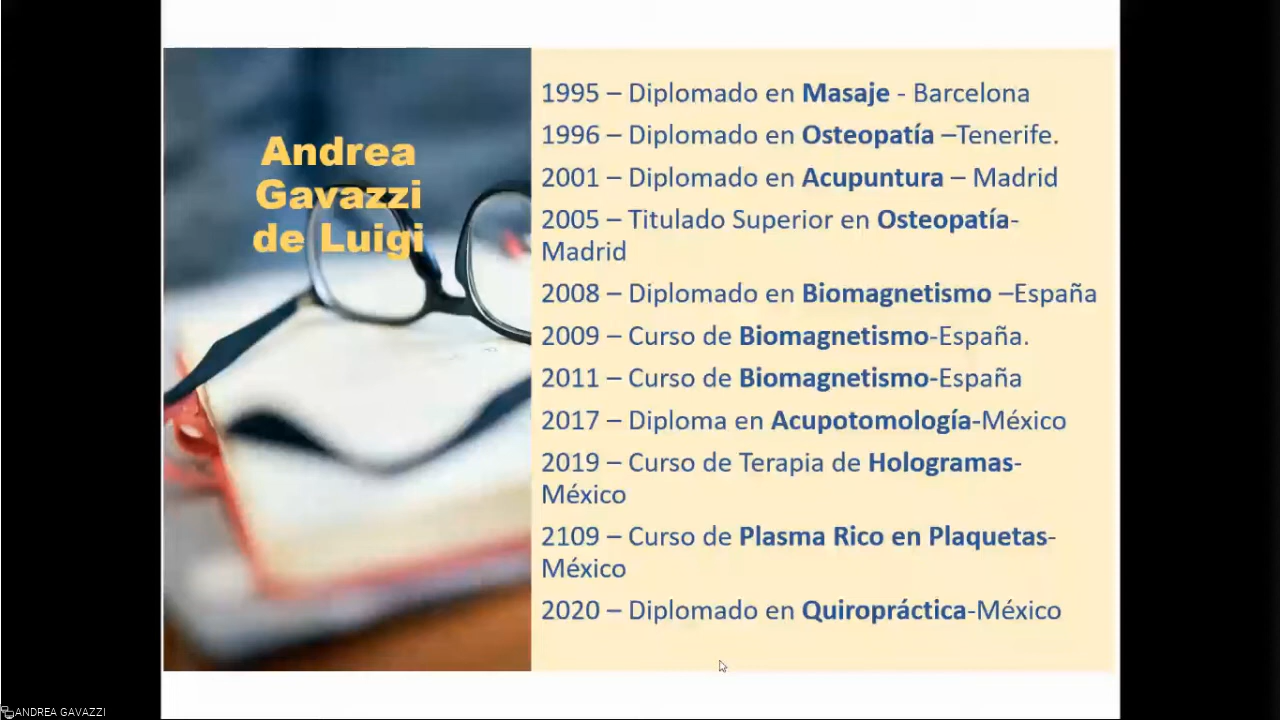 Andrea
Gavazzi
de Luigi
1995 – Diplomado en Masaje - Barcelona
1996 – Diplomado en Osteopatía –Tenerife.
2001 – Diplomado en Acupuntura – Madrid
2005 – Titulado Superior en Osteopatía-
Madrid
2008 – Diplomado en Biomagnetismo –España
2009 – Curso de Biomagnetismo-España.
2011 – Curso de Biomagnetismo-España
2017 – Diploma en Acupotomología-México
2019 – Curso de Terapia de Hologramas-
México
2109 – Curso de Plasma Rico en Plaquetas-
México
2020 – Diplomado en Quiropráctica-México
ANDREA GAVAZZI